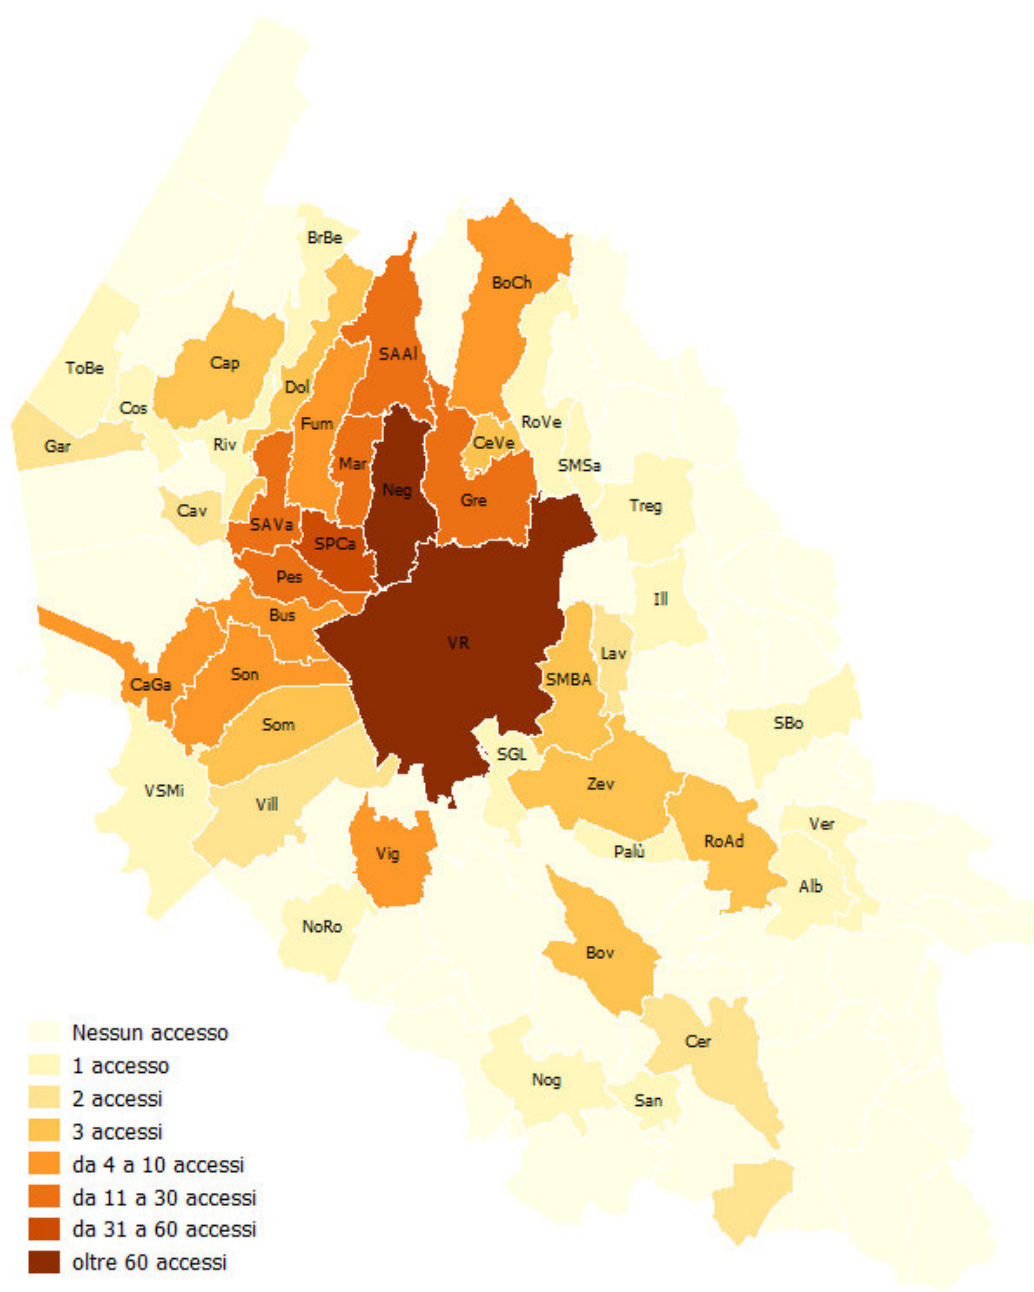 BrBe
BoCh
SAAl
Cap
ToBe
Dol
Cos
RoVe
Fum
CeVe
Riv
Gar
Mar
SMSa
Neg
Gre
Treg
Cav
SAVa
SPCa
Pes
Ill
Bus
VR
Lav
Son
SMBA
CaGa
Som
SBo
SGL
Zev
VSMi
Vill
Ver
RoAd
Palù
Vig
Alb
NoRo
Bov
Cer
Nog
San
Nessun accesso
1 accesso
2 accessi
3 accessi
da 4 a 10 accessi
da 11 a 30 accessi
da 31 a 60 accessi
oltre 60 accessi